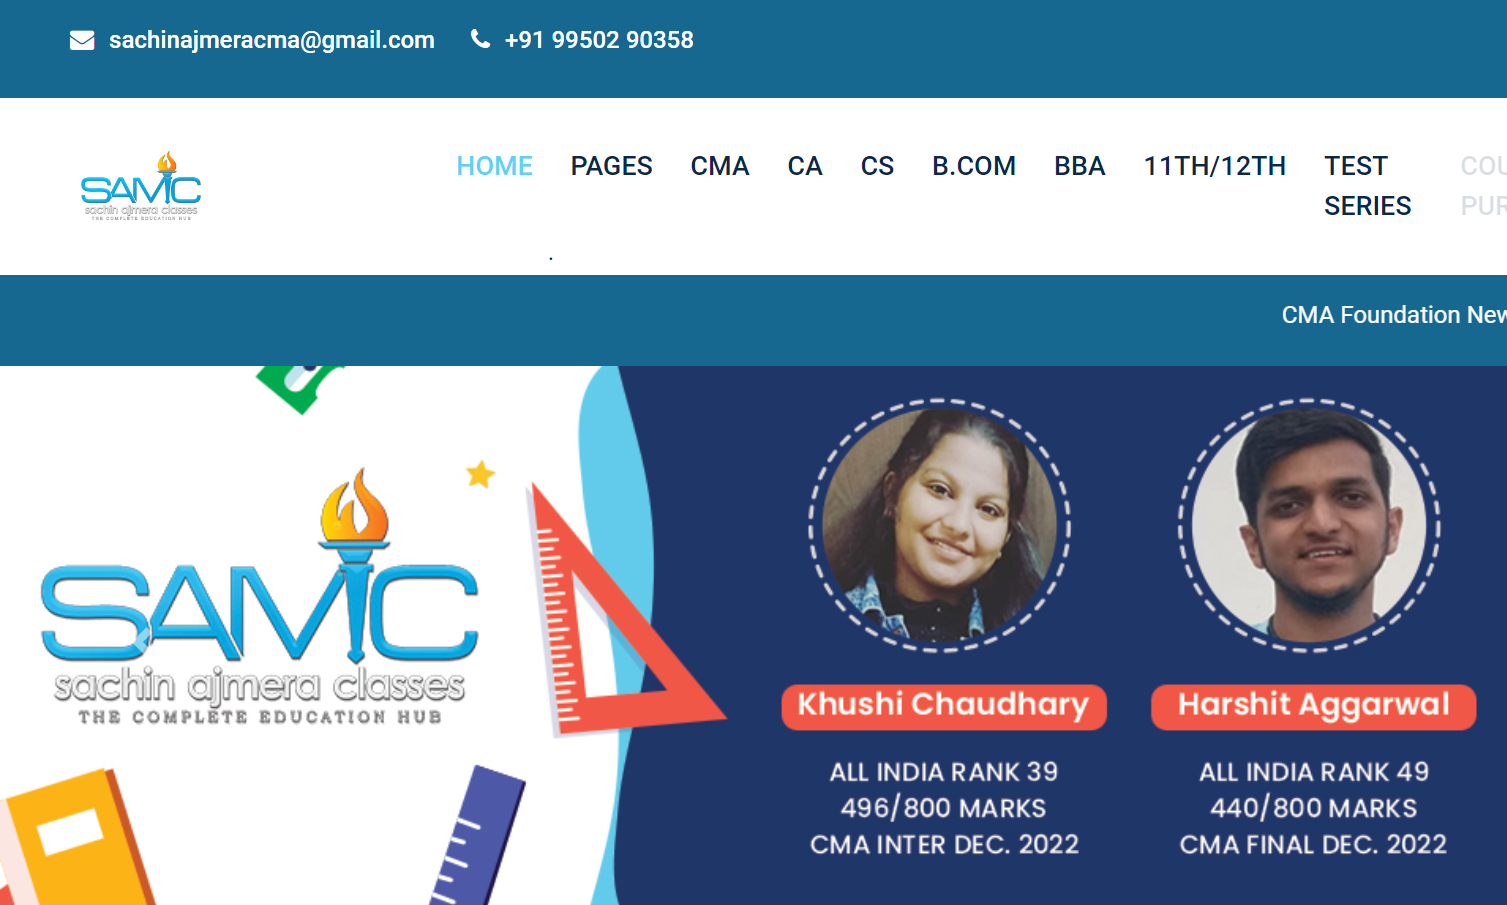 sachinajmeracma@gmail.com +91 99502 90358
HOME PAGES CMA CA CS B.COM BBA 11TH/12TH TEST SERIES
SAMC
sachin ajmera classes
THE COMPLETE EDUCATION HUB
.
CMA Foundation
SAMC
sachin ajmera classes
THE COMPLETE EDUCATION HUB
Khushi Chaudhary
ALL INDIA RANK 39
496/800 MARKS
CMA INTER DEC. 2022
Harshit Aggarwal
ALL INDIA RANK 49
440/800 MARKS
CMA FINAL DEC. 2022